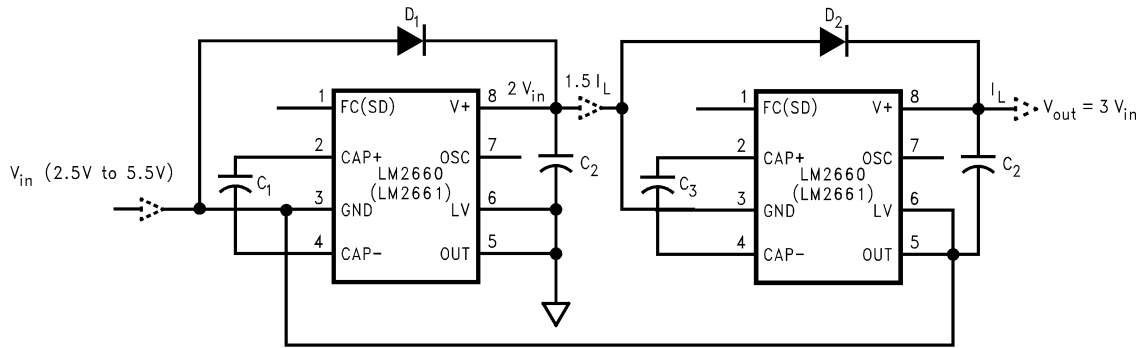 D1
D2
Vin (2.5V to 5.5V)
1
2
3
4
FC(SD)
CAP+
GND
CAP-
V+
OSC
LV
OUT
8
7
6
5
LM2660
(LM2661)
C1
2 Vin
C2
1.5 IL
1
2
3
4
FC(SD)
CAP+
GND
CAP-
V+
OSC
LV
OUT
8
7
6
5
LM2660
(LM2661)
C3
IL
C2
Vout = 3 Vin